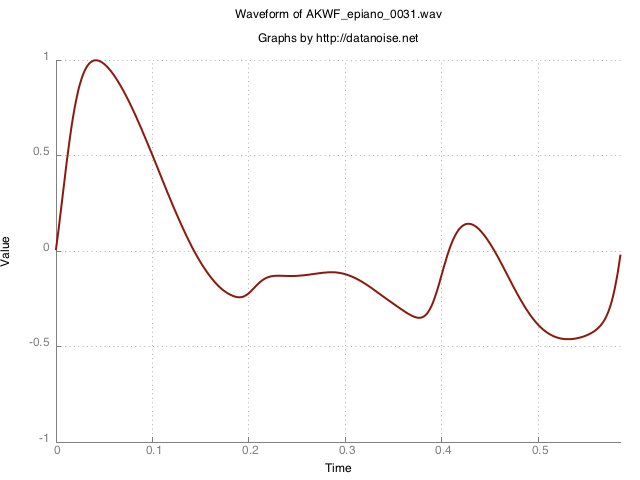 Waveform of AKWF_epiano_0031.wav
Graphs by http://datanoise.net
1
0.5
0
-0.5
-1
Value
0 0.1 0.2 0.3 0.4 0.5
Time